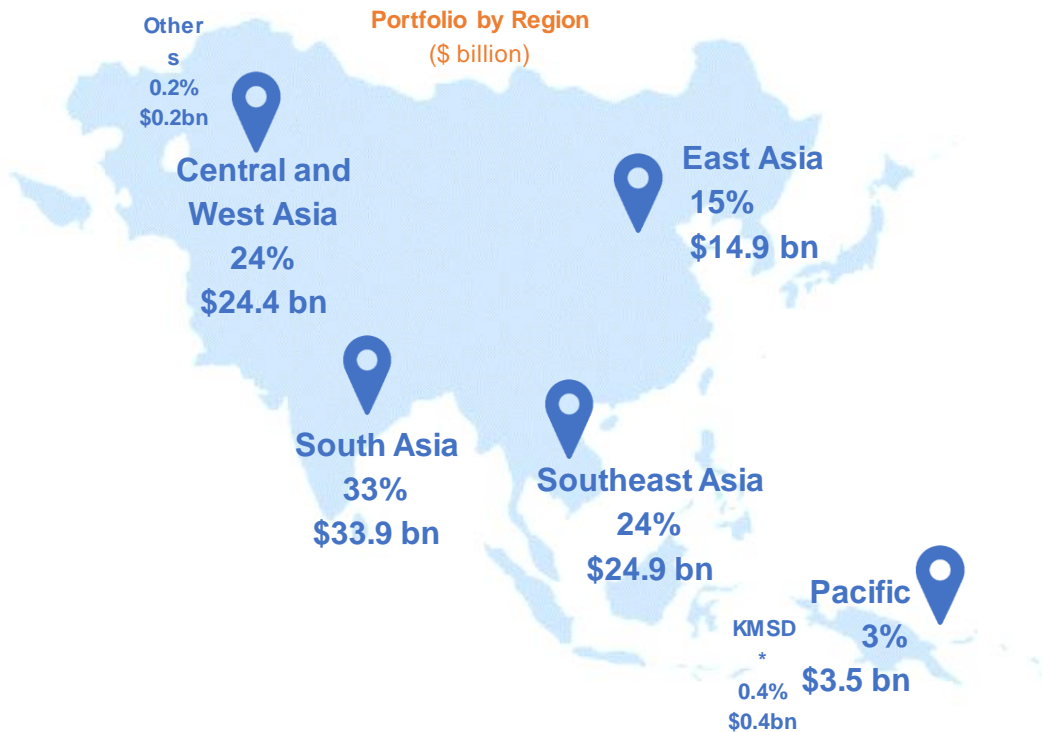 Portfolio by Region
($ billion)
Other
s
0.2%
$0.2bn
Central and
West Asia
24%
$24.4 bn
East Asia
15%
$14.9 bn
South Asia
33%
$33.9 bn
Southeast Asia
24%
$24.9 bn
Pacific
3%
$3.5 bn
KMSD
*
0.4%
$0.4bn